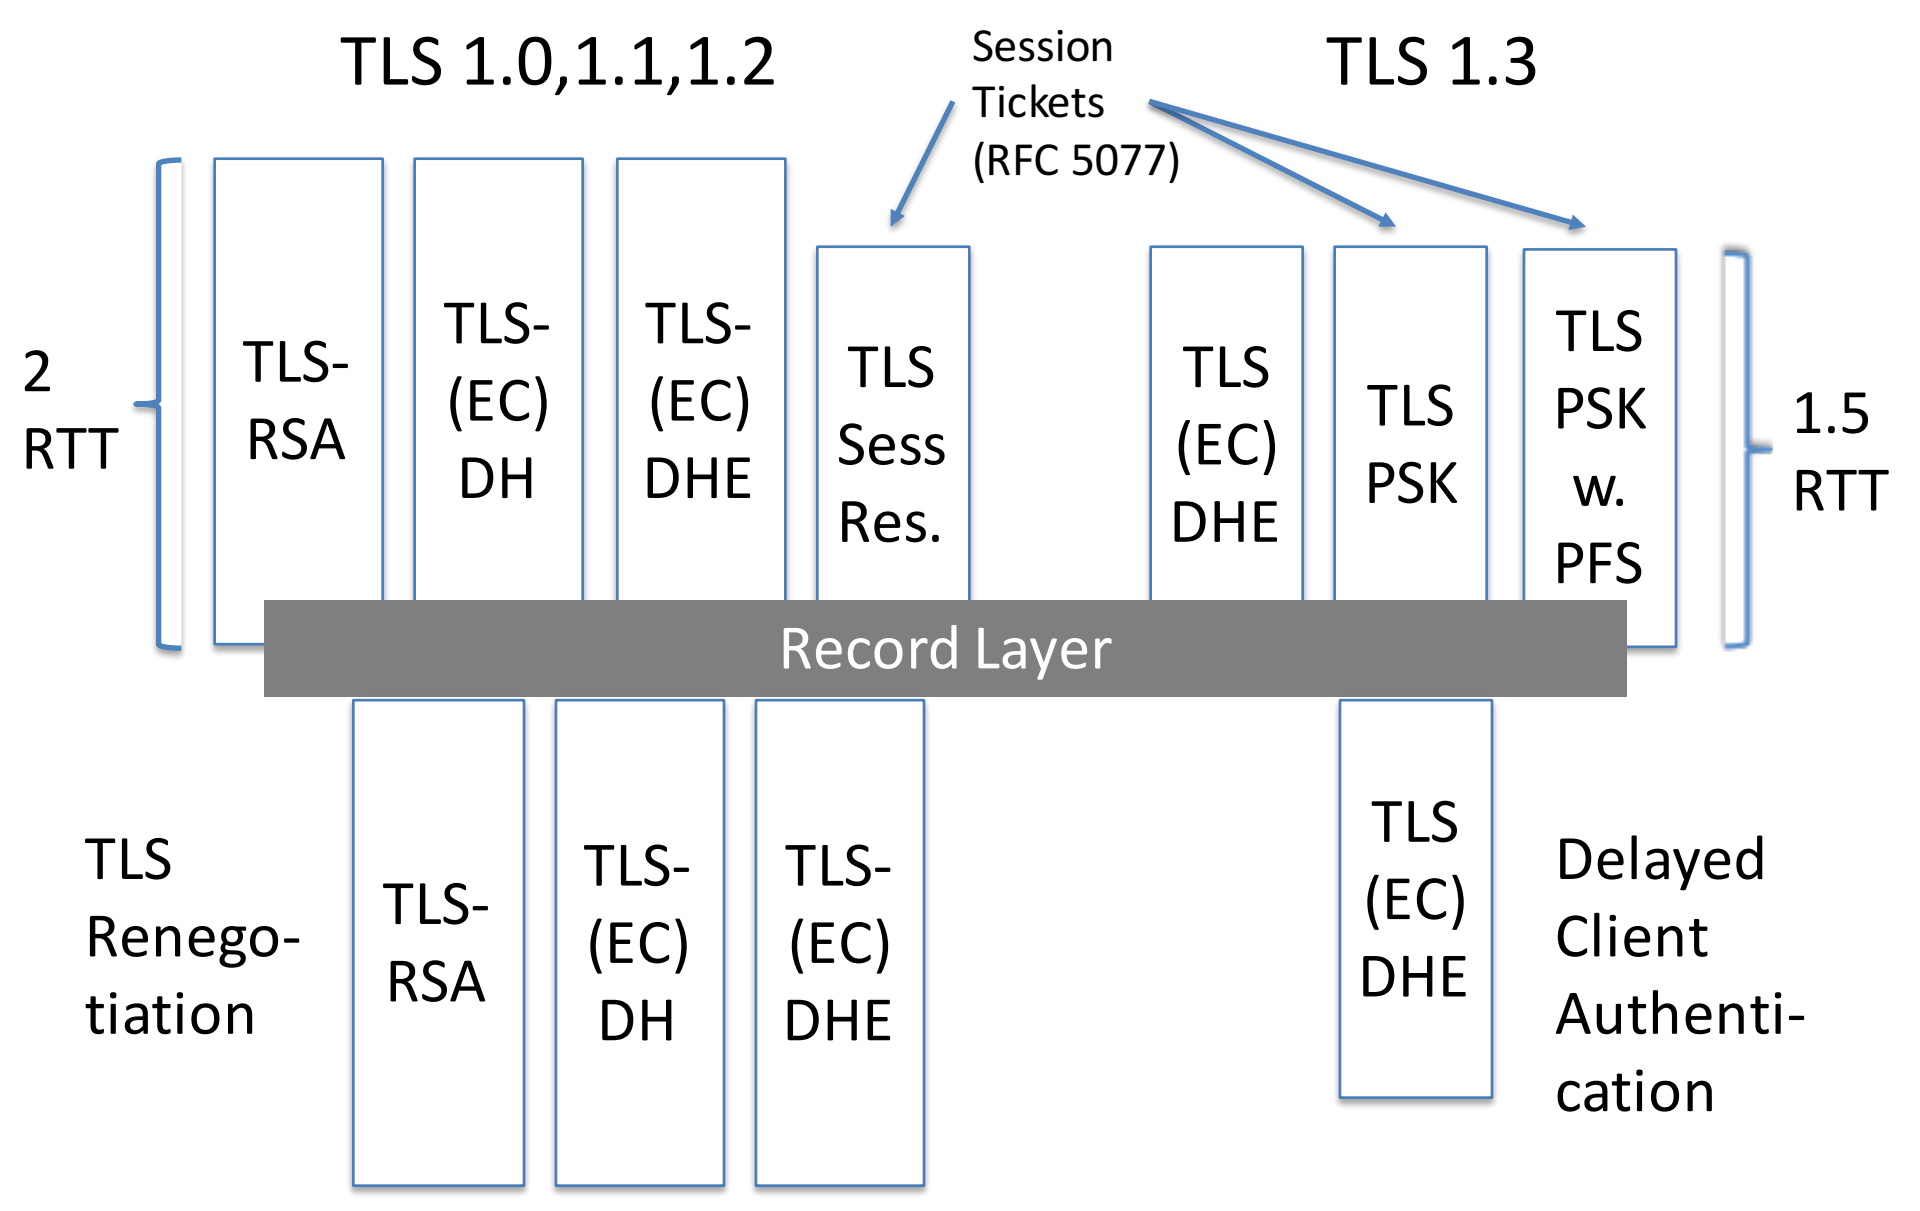 TLS 1.0,1.1,1.2
Session
Tickets
(RFC 5077)
TLS 1.3
2
RTT
TLS-
RSA
TLS-
(EC)
DH
TLS-
(EC)
DHE
TLS
Sess
Res.
TLS
(EC)
DHE
TLS
PSK
TLS
PSK
w.
PFS
1.5
RTT
Record Layer
TLS
Renego-
tiation
TLS-
RSA
TLS-
(EC)
DH
TLS-
(EC)
DHE
TLS
(EC)
DHE
Delayed
Client
Authenti-
cation